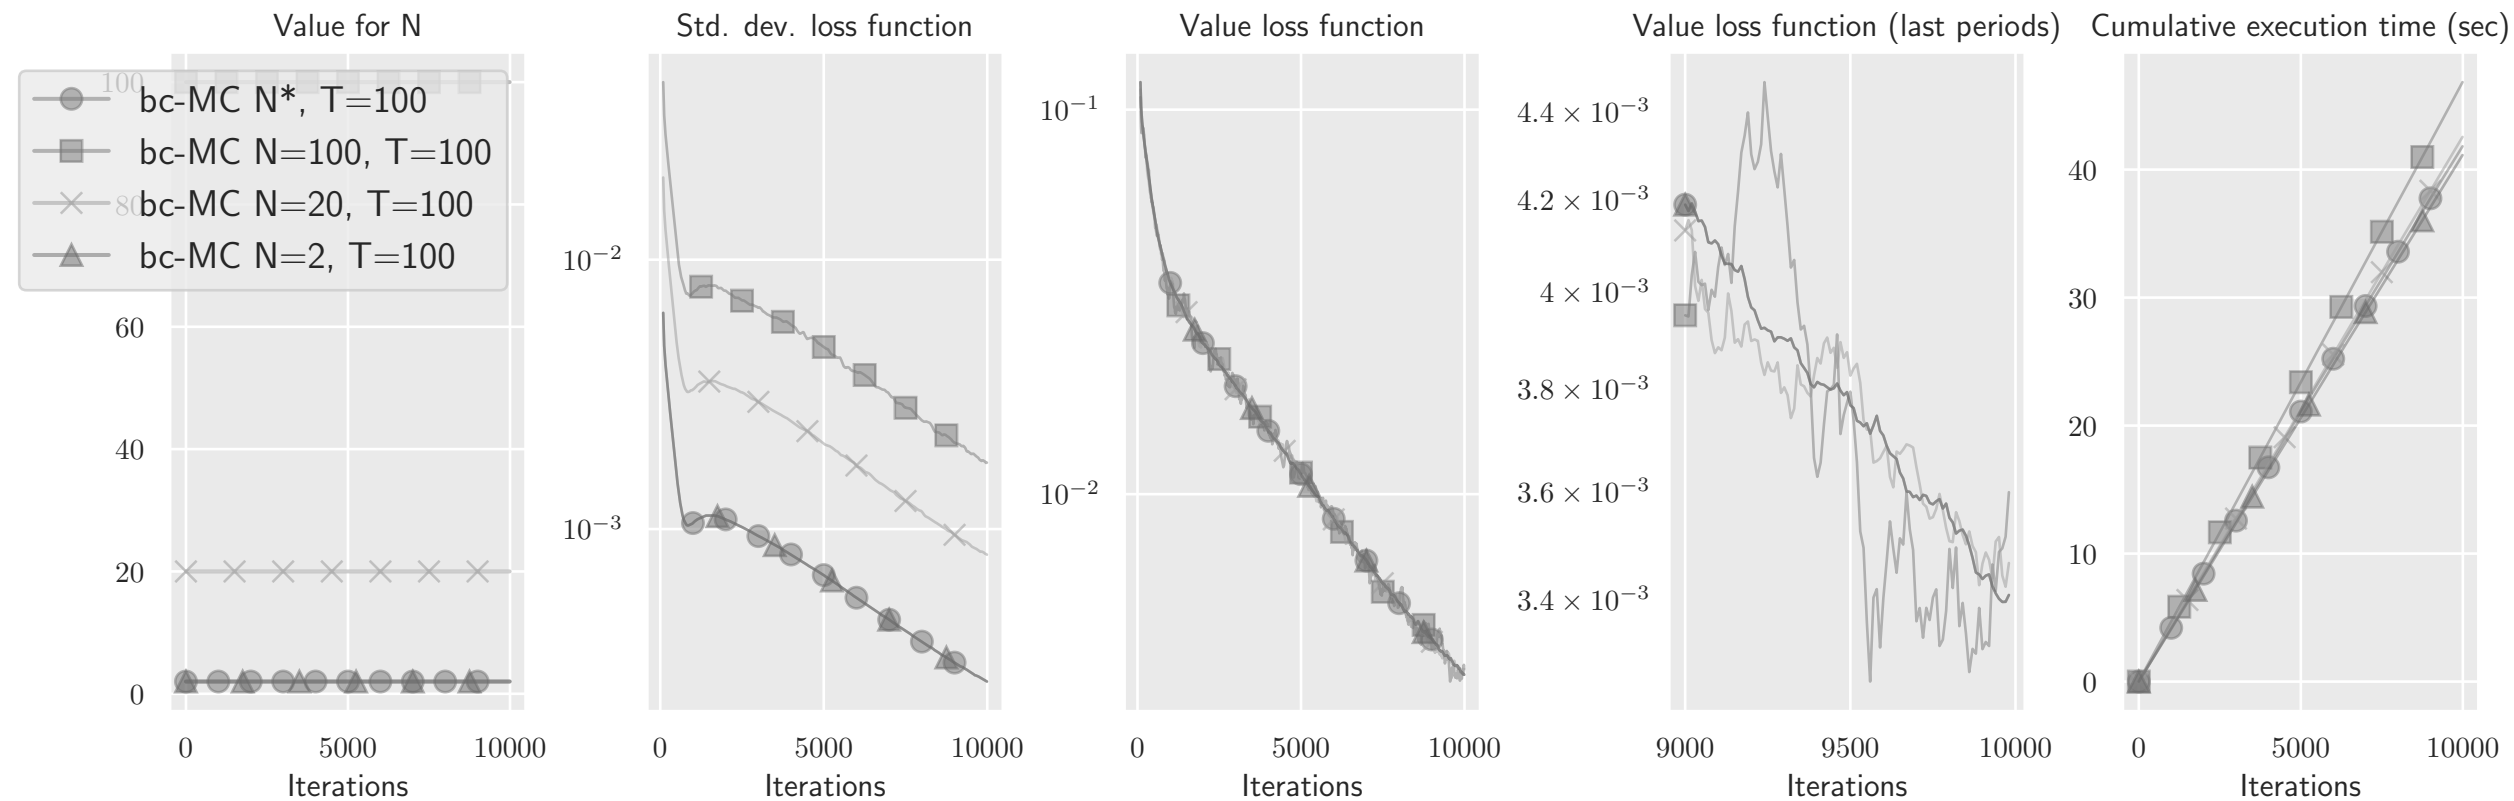 Value for N
100
80
60
40
20
0
0 5000 10000
Iterations
bc-MC N*, T=100
bc-MC N=100, T=100
bc-MC N=20, T=100
bc-MC N=2, T=100
Std. dev. loss function
10⁻²
10⁻³
0 5000 10000
Iterations
Value loss function
10⁻¹
10⁻²
0 5000 10000
Iterations
Value loss function (last periods)
4.4 × 10⁻³
4.2 × 10⁻³
4 × 10⁻³
3.8 × 10⁻³
3.6 × 10⁻³
3.4 × 10⁻³
9000 9500 10000
Iterations
Cumulative execution time (sec)
40
30
20
10
0
0 5000 10000
Iterations